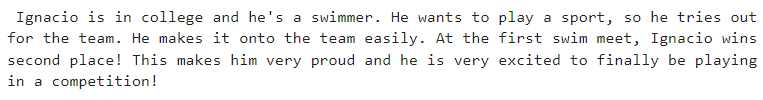 Ignacio is in college and he's a swimmer. He wants to play a sport, so he tries out
for the team. He makes it onto the team easily. At the first swim meet, Ignacio wins
second place! This makes him very proud and he is very excited to finally be playing
in a competition!